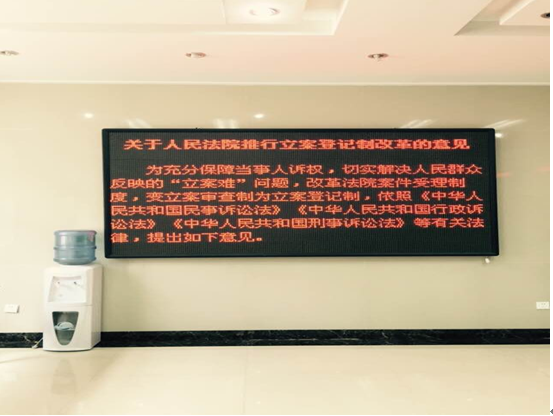 关于人民法院推行立案登记制改革的意见
为充分保障当事人诉权，切实解决人民群众
反映的“立案难”问题，改革法院案件受理制
度，变立案审查制为立案登记制，依照《中华人
民共和国民事诉讼法》《中华人民共和国行政诉
讼法》《中华人民共和国刑事诉讼法》等有关法
律，提出如下意见。